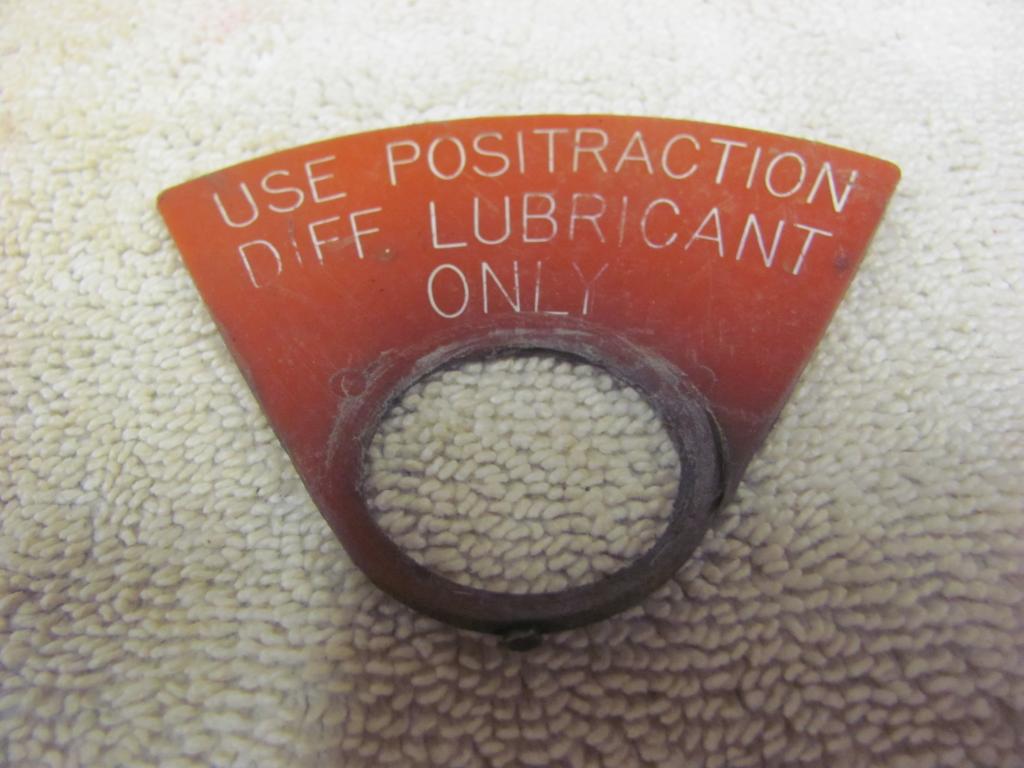 USE POSITRACTION
DIFF LUBRICANT
ONLY